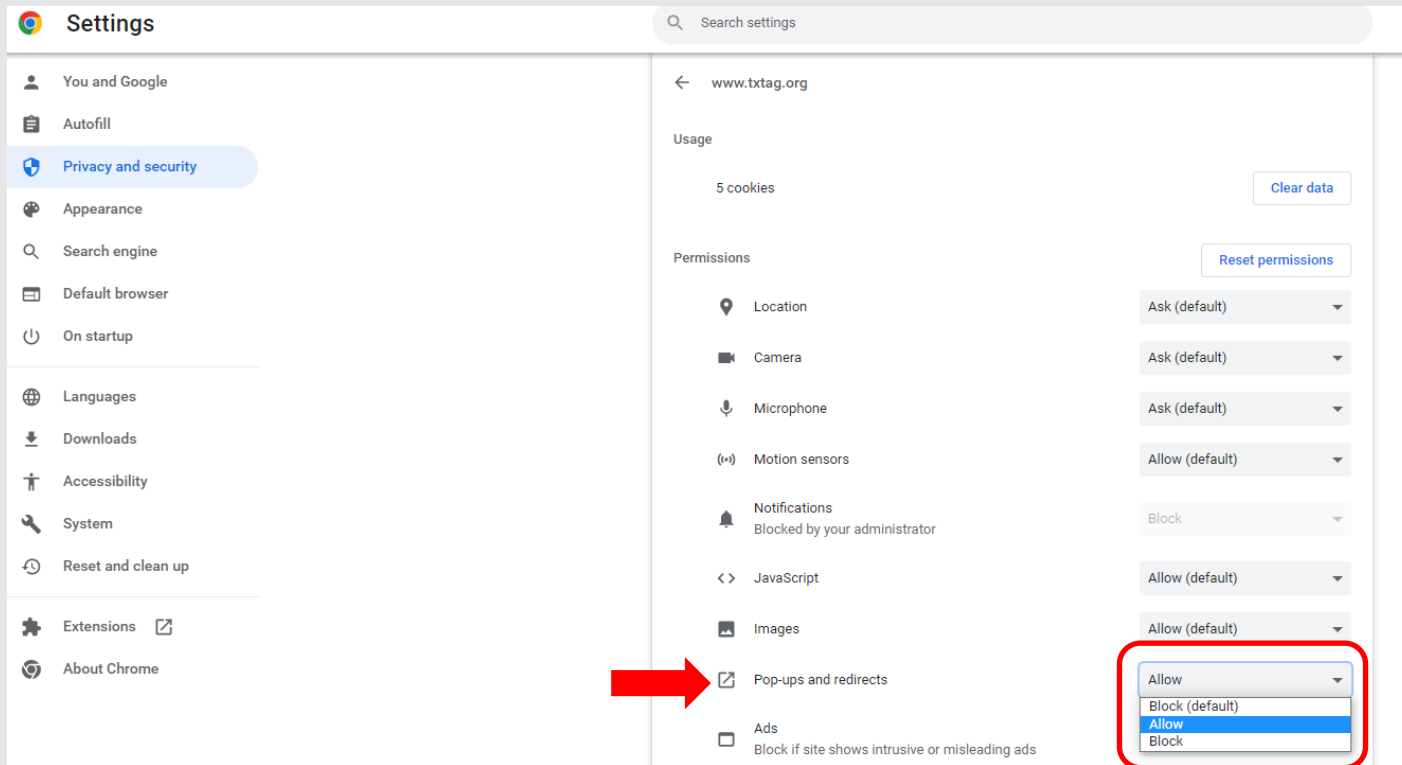 Settings
Search settings
You and Google
Autofill
Privacy and security
Appearance
Search engine
Default browser
On startup
Languages
Downloads
Accessibility
System
Reset and clean up
Extensions
About Chrome
www.txtag.org
Usage
5 cookies
Clear data
Permissions
Reset permissions
Location
Ask (default)
Camera
Ask (default)
Microphone
Ask (default)
Motion sensors
Allow (default)
Notifications
Blocked by your administrator
Block
JavaScript
Allow (default)
Images
Allow (default)
Pop-ups and redirects
Allow
Block (default)
Allow
Block
Ads
Block if site shows intrusive or misleading ads